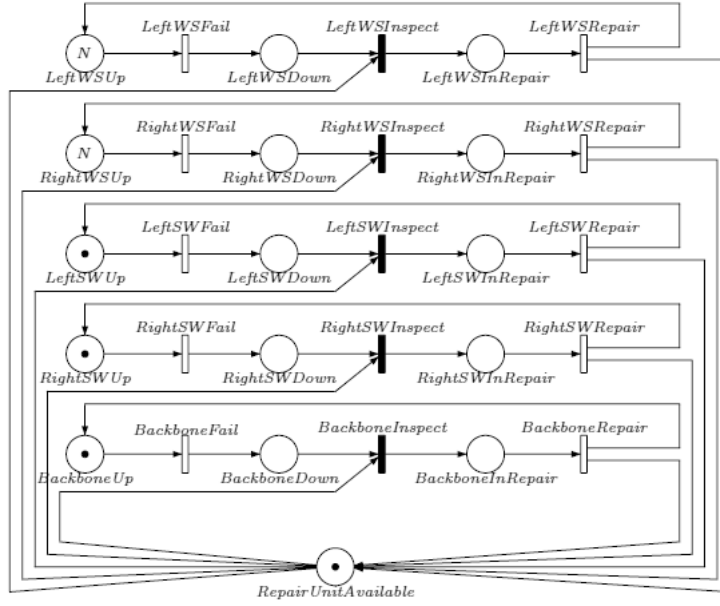 LeftWSFail LeftWSInspect LeftWSRepair
N
LeftWSUp LeftWSDown LeftWSInRepair
RightWSFail RightWSInspect RightWSRepair
N
RightWSUp RightWSDown RightWSInRepair
LeftSWFail LeftSWInspect LeftSWRepair
LeftSWUp LeftSWDown LeftSWInRepair
RightSWFail RightSWInspect RightSWRepair
RightSWUp RightSWDown RightSWInRepair
BackboneFail BackboneInspect BackboneRepair
BackboneUp BackboneDown BackboneInRepair
RepairUnitAvailable